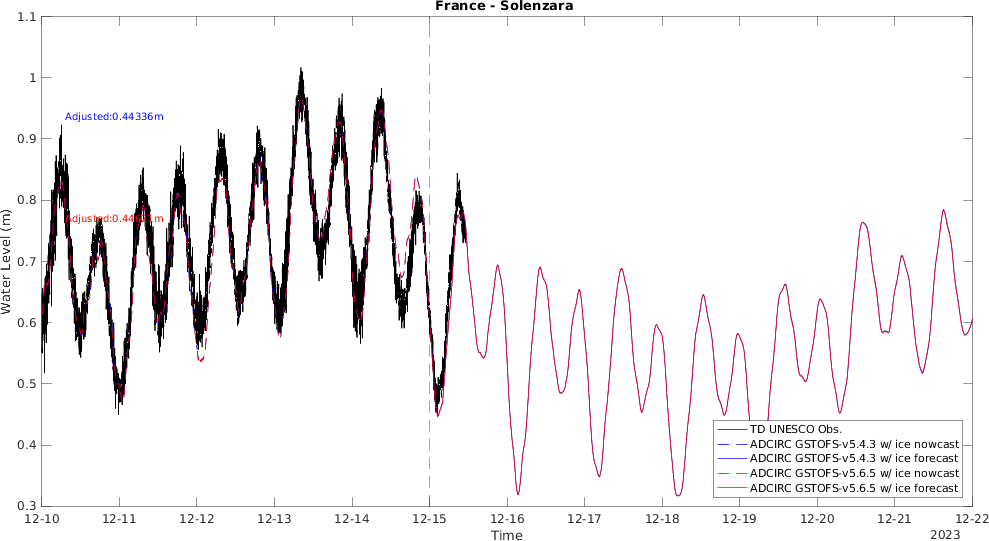 France - Solenzara
Water Level (m)
1.1
1
0.9
0.8
0.7
0.6
0.5
0.4
0.3
Adjusted:0.44336m
TD UNESCO Obs.
ADCIRC GSTOFS-v5.4.3 w/ ice nowcast
ADCIRC GSTOFS-v5.4.3 w/ ice forecast
ADCIRC GSTOFS-v5.6.5 w/ ice nowcast
ADCIRC GSTOFS-v5.6.5 w/ ice forecast
12-10 12-11 12-12 12-13 12-14 12-15 12-16 12-17 12-18 12-19 12-20 12-21 12-22
Time
2023